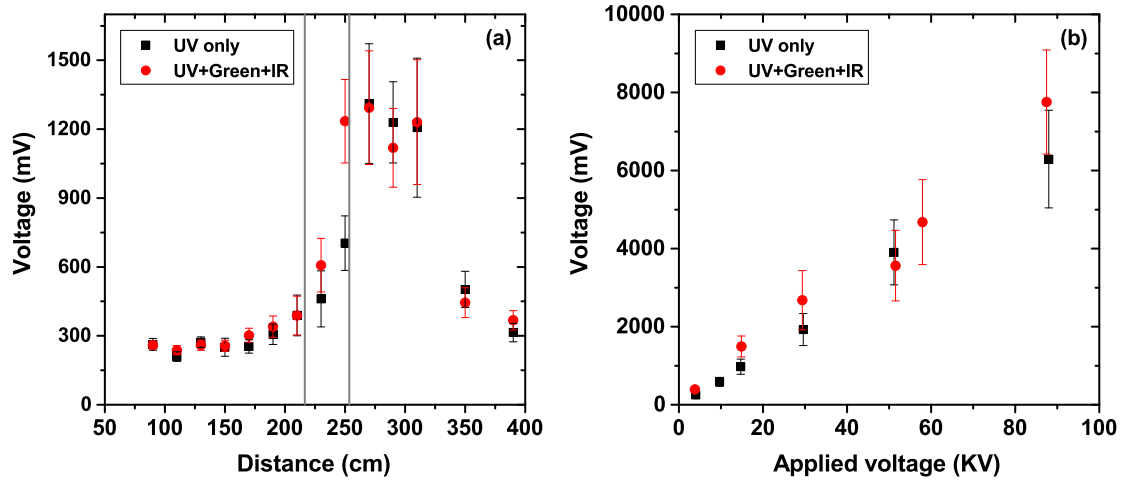 (a)
UV only
UV+Green+IR
1500
1200
900
600
300
0
50 100 150 200 250 300 350 400
Distance (cm)
Voltage (mV)
(b)
UV only
UV+Green+IR
10000
8000
6000
4000
2000
0
0 20 40 60 80 100
Applied voltage (KV)
Voltage (mV)